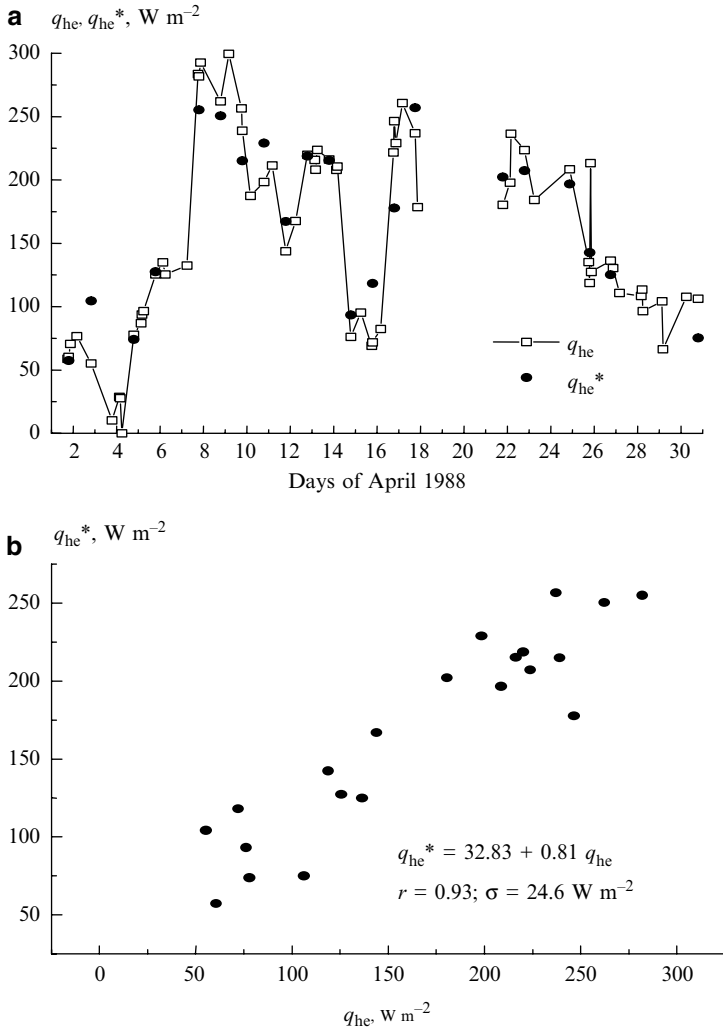 a
q_he, q_he*, W m⁻²
300
250
200
150
100
50
0
2 4 6 8 10 12 14 16 18 20 22 24 26 28 30
Days of April 1988
q_he
q_he*
b
q_he*, W m⁻²
250
200
150
100
50
q_he* = 32.83 + 0.81 q_he
r = 0.93; σ = 24.6 W m⁻²
0 50 100 150 200 250 300
q_he, W m⁻²